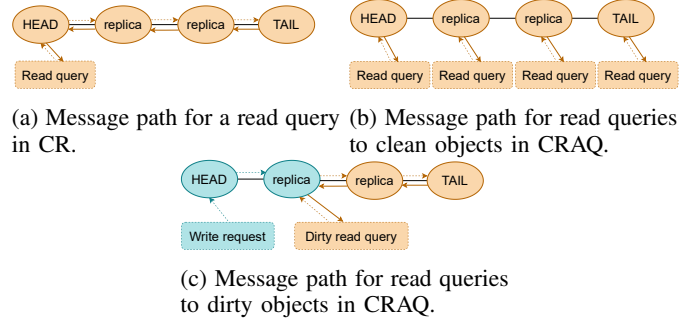 HEAD replica replica TAIL
Read query
(a) Message path for a read query
in CR.
HEAD replica replica TAIL
Read query Read query Read query Read query
(b) Message path for read queries
to clean objects in CRAQ.
HEAD replica replica TAIL
Write request Dirty read query
(c) Message path for read queries
to dirty objects in CRAQ.